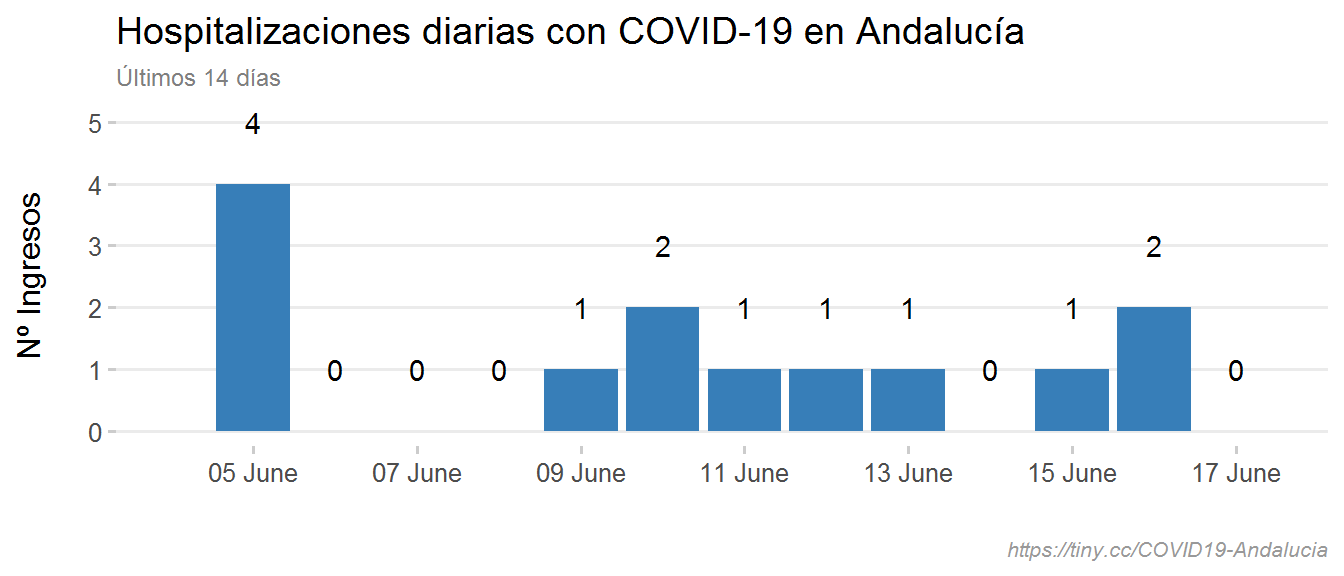 Hospitalizaciones diarias con COVID-19 en Andalucía
Últimos 14 días
Nº Ingresos
5
4
3
2
1
0
4
0
0
0
1
2
1
1
1
0
1
2
0
05 June
07 June
09 June
11 June
13 June
15 June
17 June
https://tiny.cc/COVID19-Andalucia